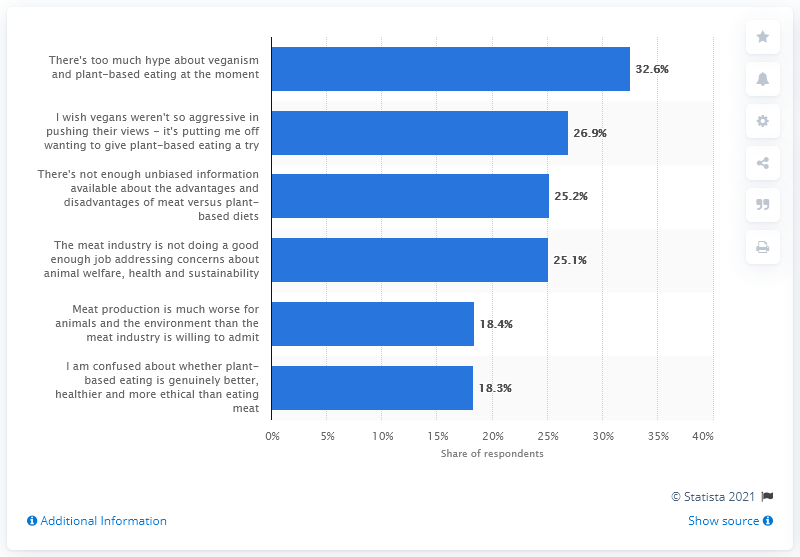 There's too much hype about veganism
and plant-based eating at the moment
32.6%
I wish vegans weren't so aggressive in
pushing their views - it's putting me off
wanting to give plant-based eating a try
26.9%
There's not enough unbiased information
available about the advantages and
disadvantages of meat versus plant-
based diets
25.2%
The meat industry is not doing a good
enough job addressing concerns about
animal welfare, health and sustainability
25.1%
Meat production is much worse for
animals and the environment than the
meat industry is willing to admit
18.4%
I am confused about whether plant-
based eating is genuinely better,
healthier and more ethical than eating
meat
18.3%
0% 5% 10% 15% 20% 25% 30% 35% 40%
Share of respondents
© Statista 2021
Additional Information
Show source